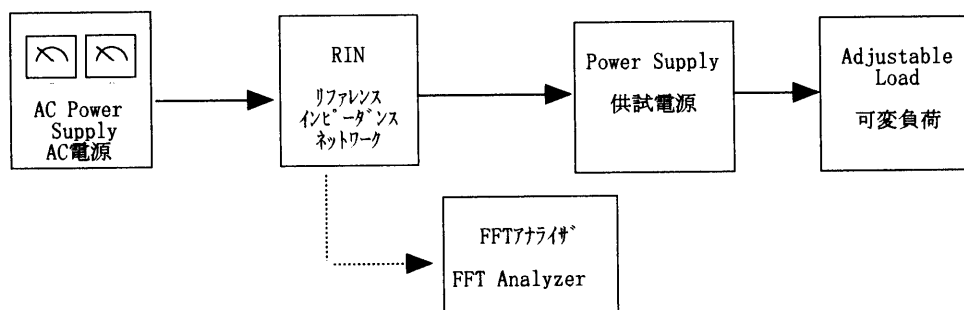 AC Power
Supply
AC電源
RIN
リファレンス
インピーダンス
ネットワーク
Power Supply
供試電源
Adjustable
Load
可変負荷
FFTアナライザ
FFT Analyzer